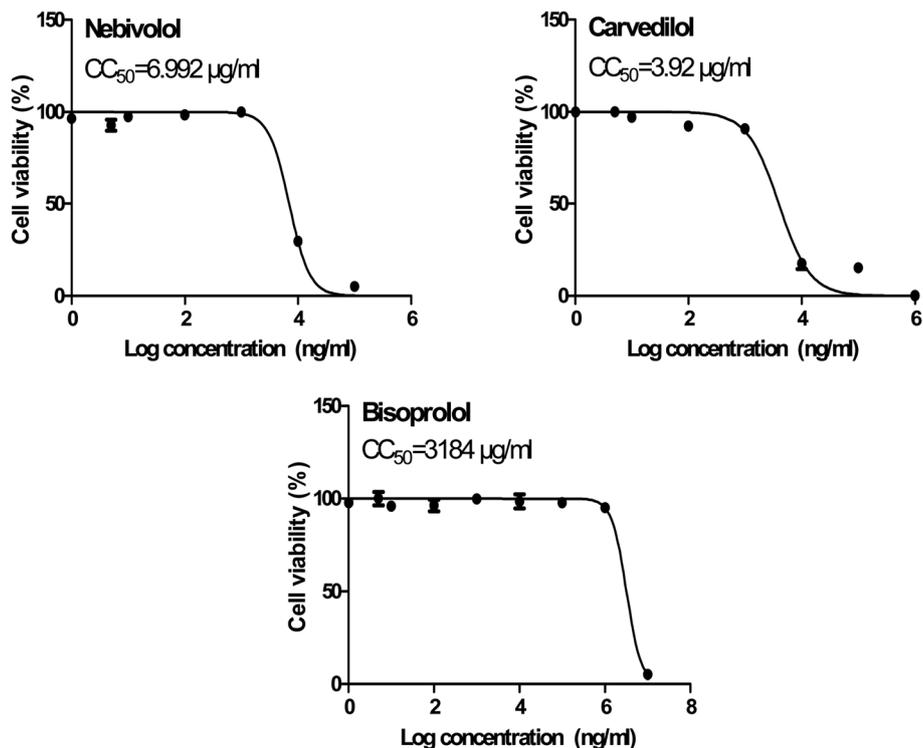 Nebivolol
CC50=6.992 µg/ml
150
100
50
0
Cell viability (%)
0 2 4 6
Log concentration (ng/ml)
Carvedilol
CC50=3.92 µg/ml
150
100
50
0
Cell viability (%)
0 2 4 6
Log concentration (ng/ml)
Bisoprolol
CC50=3184 µg/ml
150
100
50
0
Cell viability (%)
0 2 4 6 8
Log concentration (ng/ml)